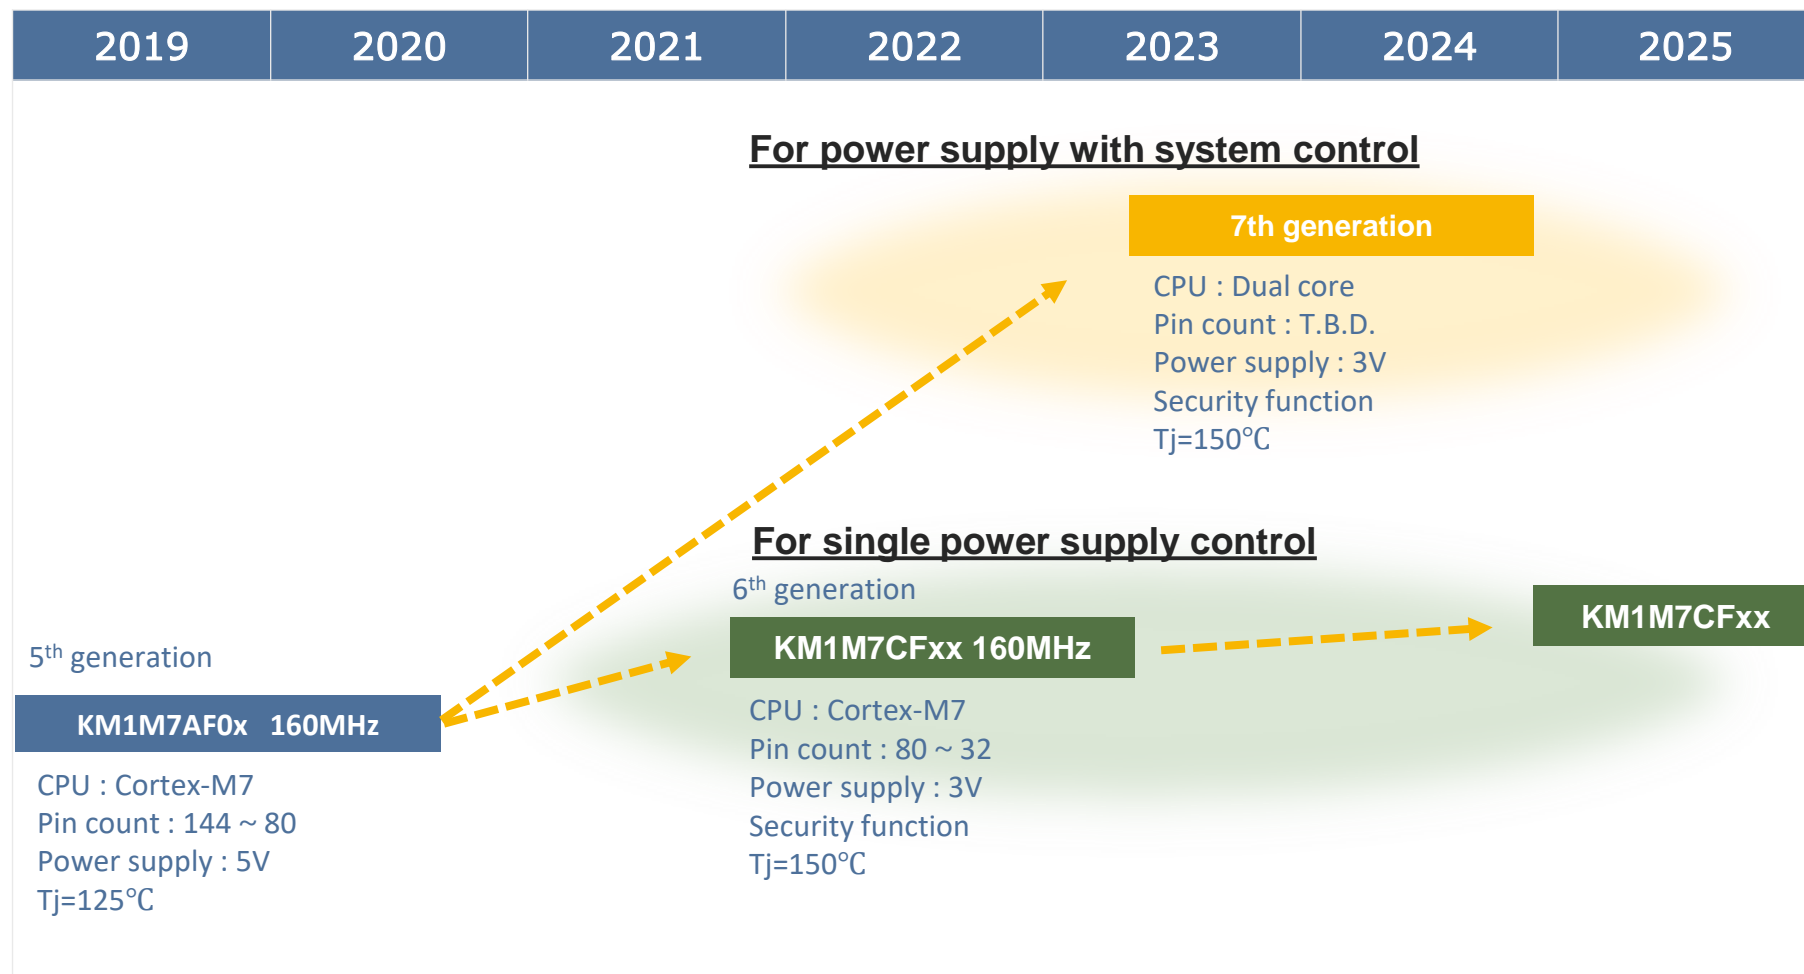 2019 2020 2021 2022 2023 2024 2025
For power supply with system control
7th generation
CPU : Dual core
Pin count : T.B.D.
Power supply : 3V
Security function
Tj=150℃
For single power supply control
6th generation
KM1M7CFxx 160MHz
CPU : Cortex-M7
Pin count : 80 ~ 32
Power supply : 3V
Security function
Tj=150℃
KM1M7CFxx
5th generation
KM1M7AF0x 160MHz
CPU : Cortex-M7
Pin count : 144 ~ 80
Power supply : 5V
Tj=125℃